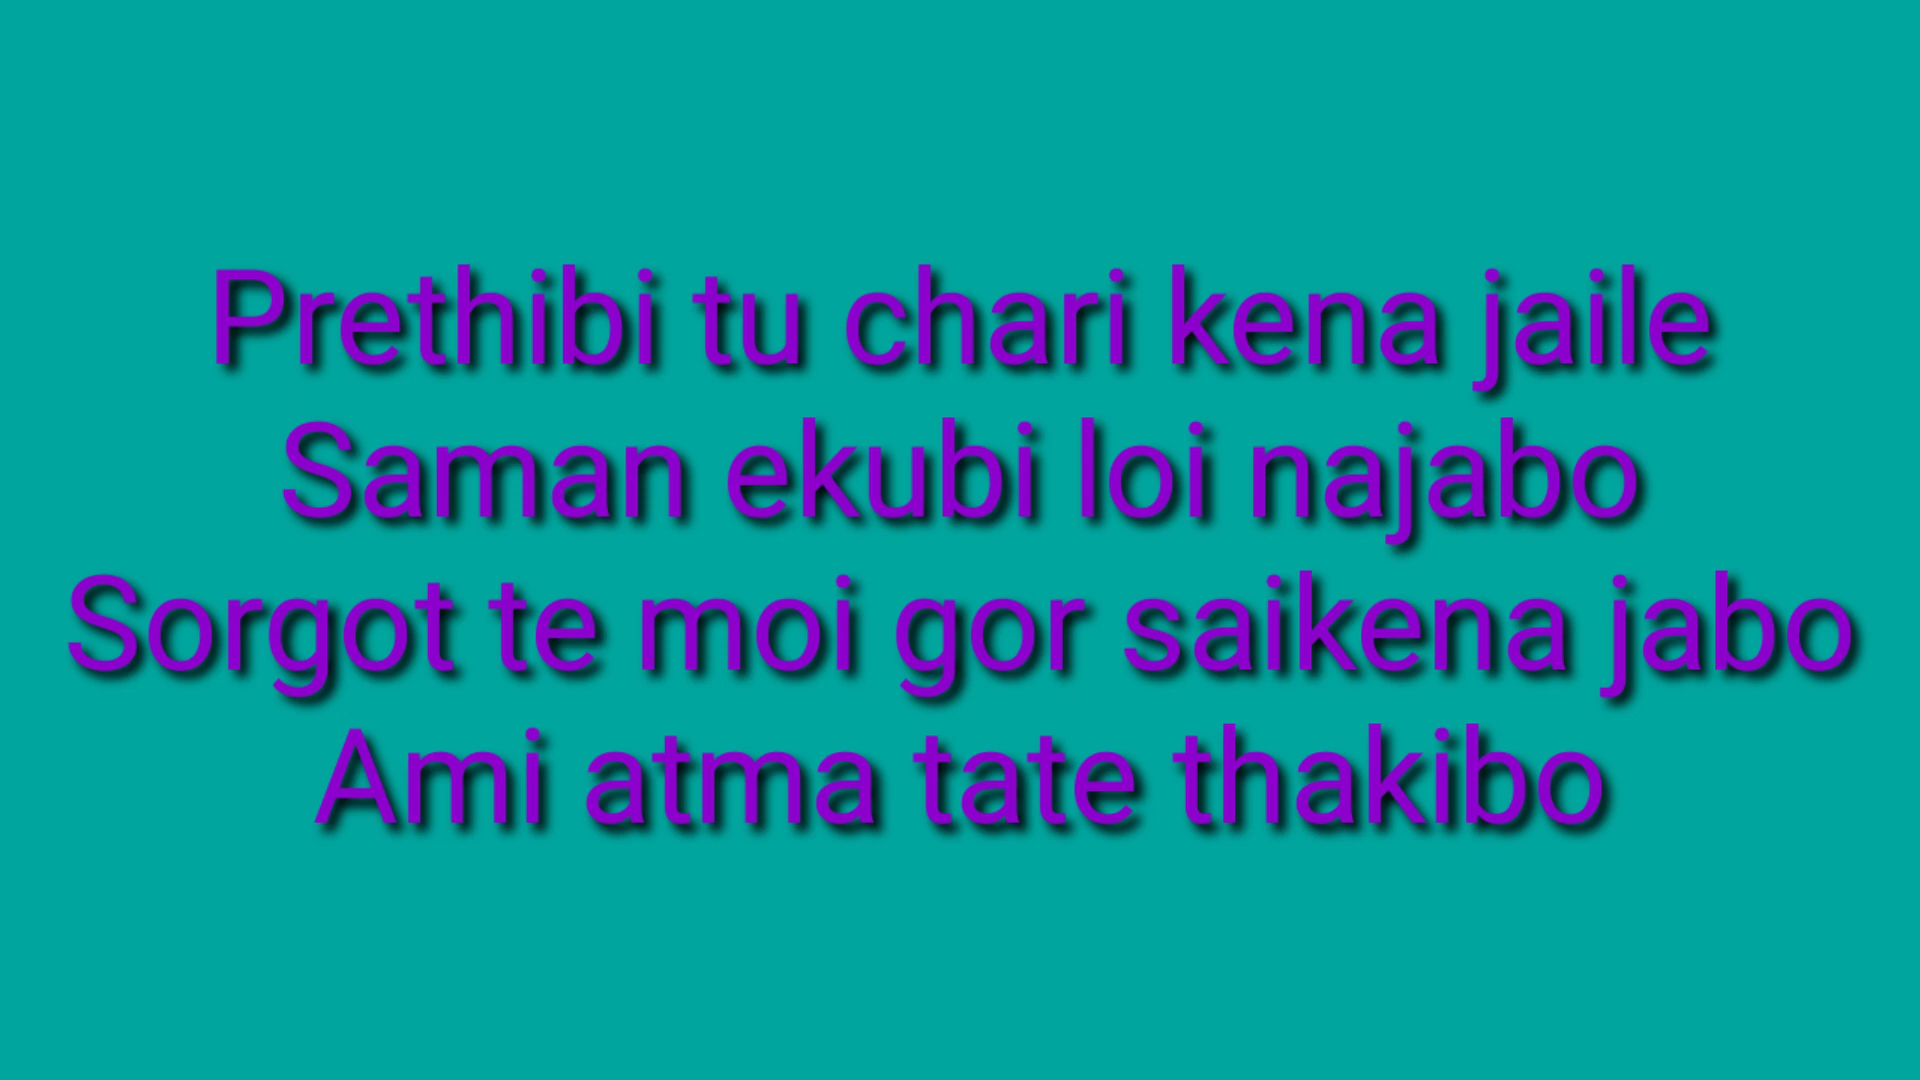 Prethibi tu chari kena jaile
Saman ekubi loi najabo
Sorgot te moi gor saikena jabo
Ami atma tate thakibo